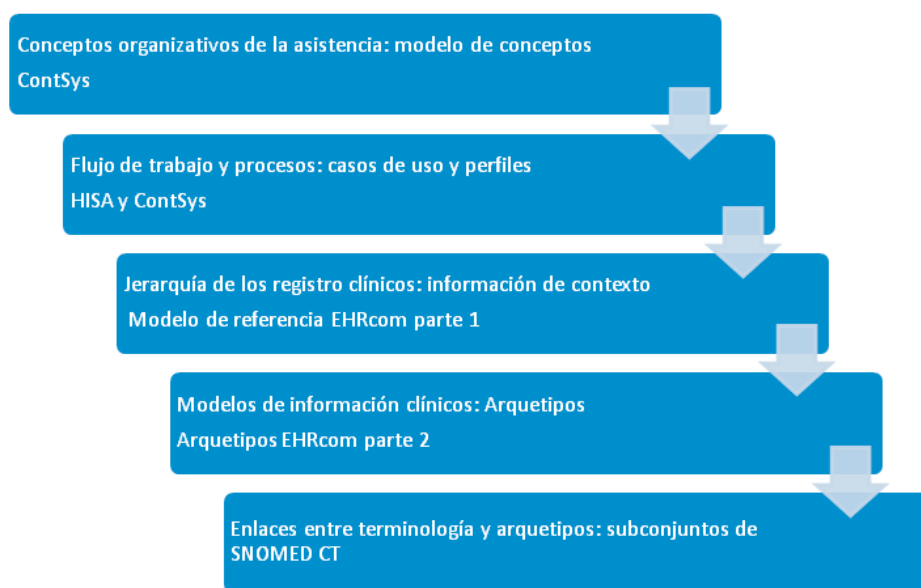 Conceptos organizativos de la asistencia: modelo de conceptos
ContSys
Flujo de trabajo y procesos: casos de uso y perfiles
HISA y ContSys
Jerarquía de los registro clínicos: información de contexto
Modelo de referencia EHRcom parte 1
Modelos de información clínicos: Arquetipos
Arquetipos EHRcom parte 2
Enlaces entre terminología y arquetipos: subconjuntos de
SNOMED CT